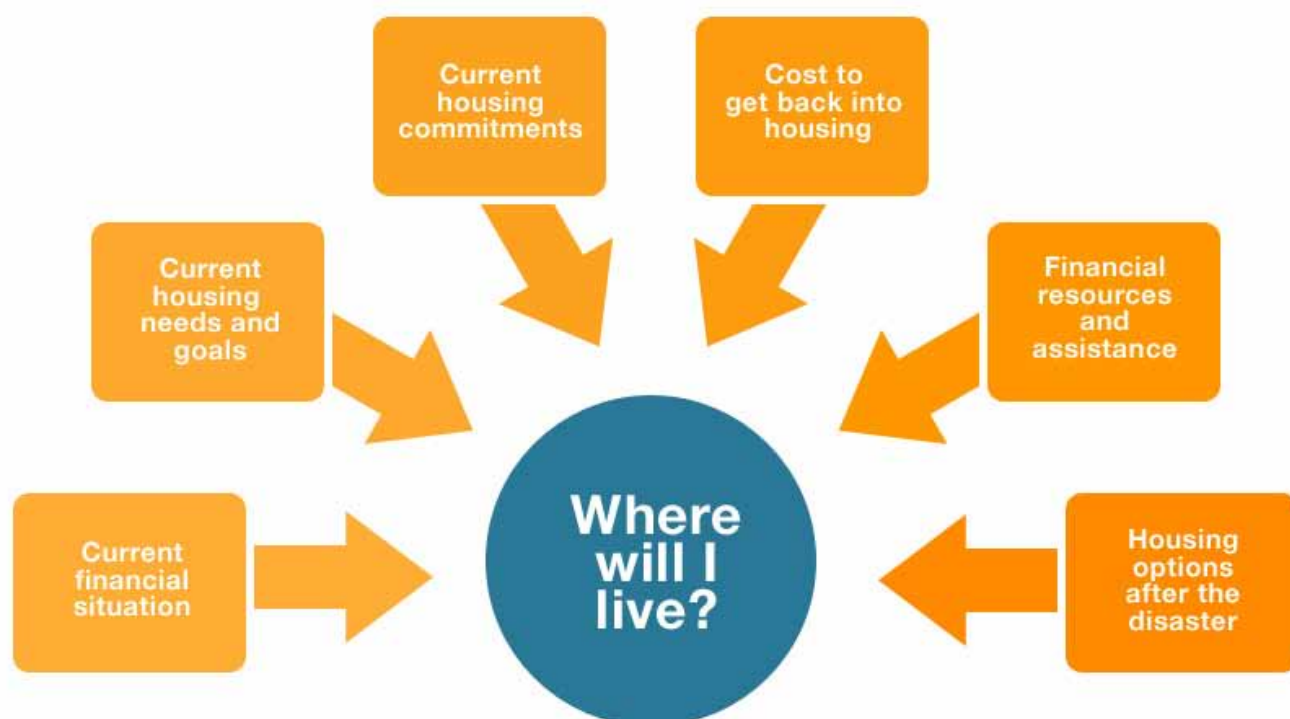 Current
housing
commitments
Cost to
get back into
housing
Current
housing
needs and
goals
Financial
resources
and
assistance
Current
financial
situation
Where
will I
live?
Housing
options
after the
disaster